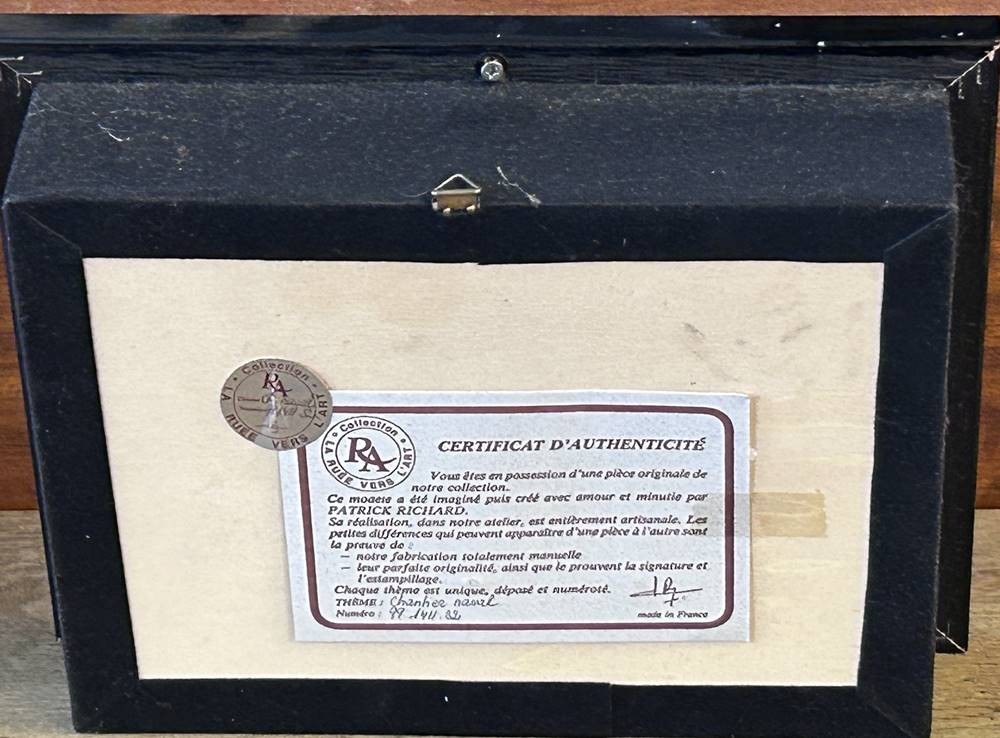 Collection
RA
LA RUÉE VERS L'ART
Collection
RA
LA RUÉE VERS L'ART
CERTIFICAT D'AUTHENTICITÉ
Vous êtes en possession d'une pièce originale de
notre collection.
Ce modèle a été imaginé puis créé avec amour et minutie par
PATRICK RICHARD.
Sa réalisation, dans notre atelier, est entièrement artisanale. Les
petites différences qui peuvent apparaître d'une pièce à l'autre sont
la preuve de :
– notre fabrication totalement manuelle
– leur parfaite originalité, ainsi que le prouvent la signature et
l'estampillage.
Chaque thème est unique, déposé et numéroté.
THÈME : Chantier naval
Numéro :
made in France